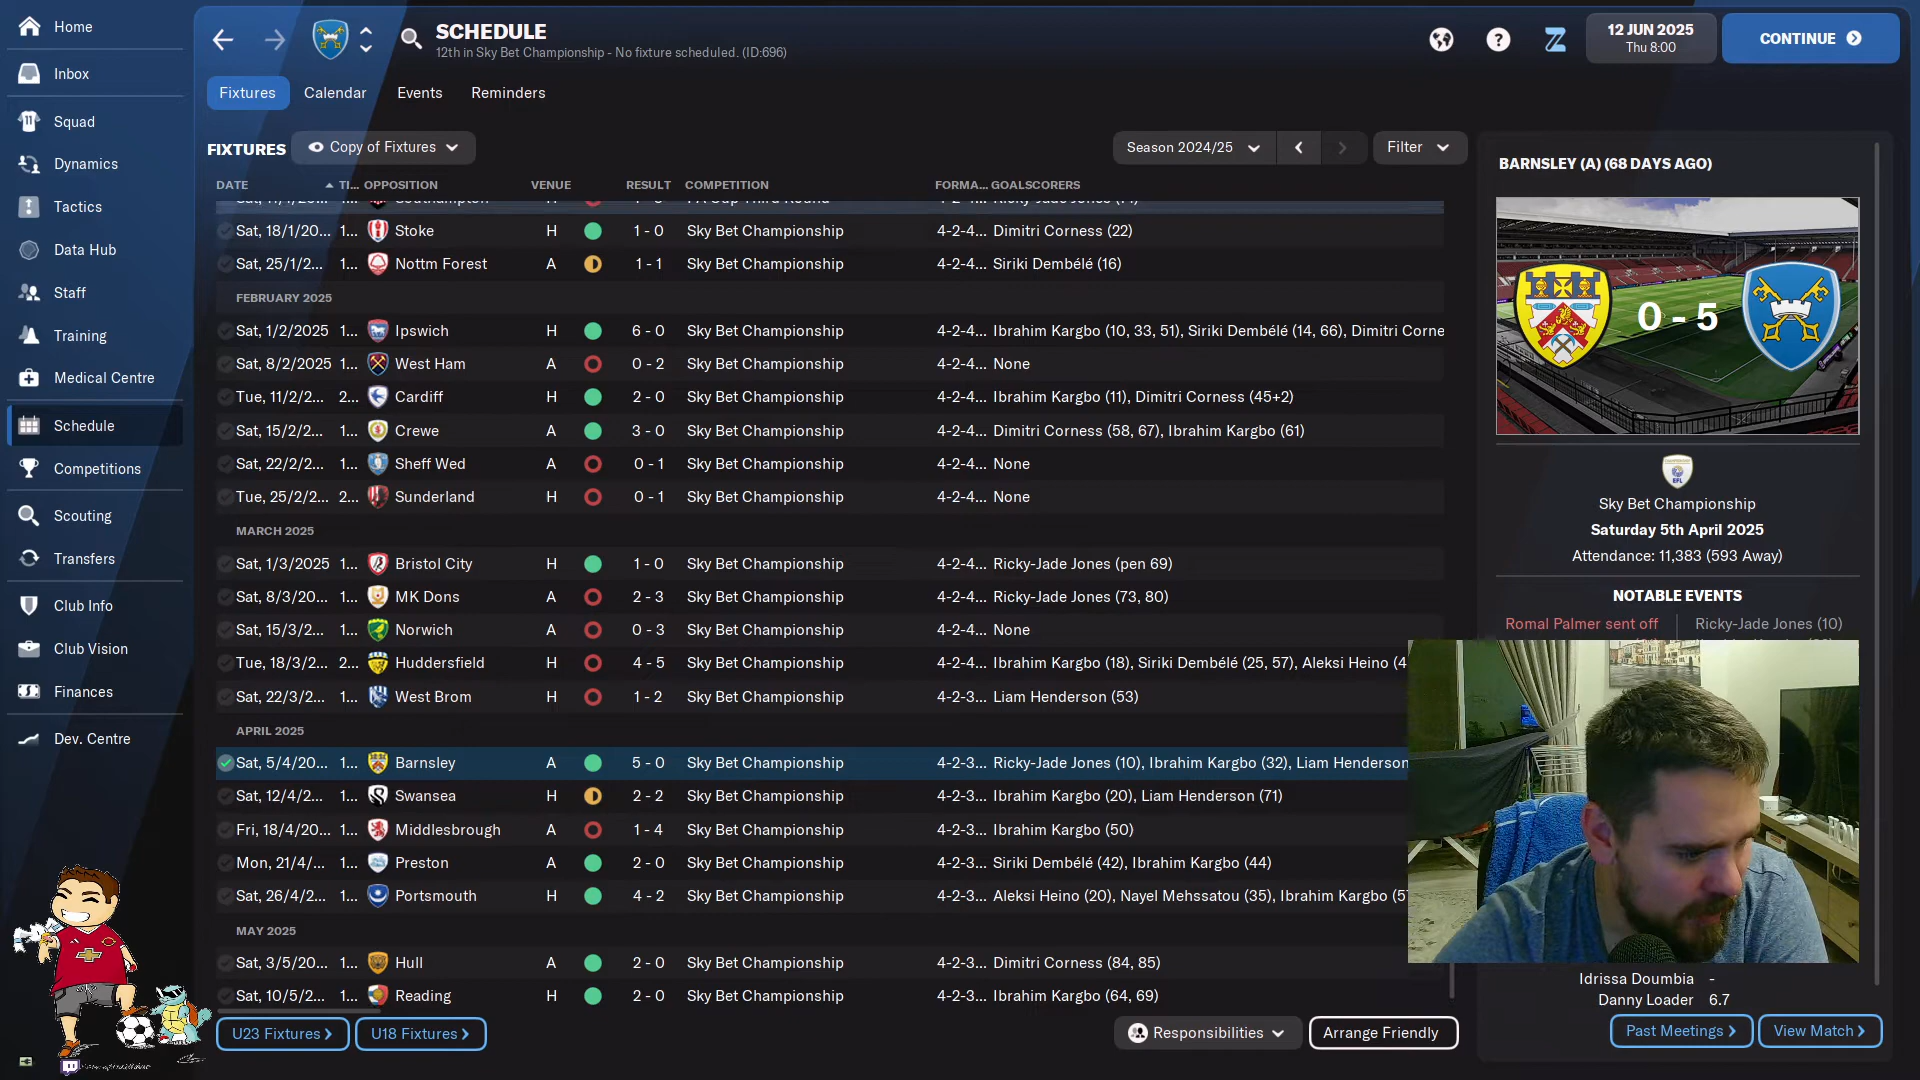 Home
SCHEDULE
12th in Sky Bet Championship - No fixture scheduled. (ID:696)
12 JUN 2025
Thu 8:00
CONTINUE
Inbox
Fixtures Calendar Events Reminders
Squad
Dynamics
Tactics
Data Hub
Staff
Training
Medical Centre
Schedule
Competitions
Scouting
Transfers
Club Info
Club Vision
Finances
Dev. Centre
FIXTURES Copy of Fixtures Season 2024/25 Filter
DATE TI... OPPOSITION VENUE RESULT COMPETITION FORMA... GOALSCORERS
Sat, 18/1/20... 1... Stoke H 1 - 0 Sky Bet Championship 4-2-4... Dimitri Corness (22)
Sat, 25/1/2... 1... Nottm Forest A 1 - 1 Sky Bet Championship 4-2-4... Siriki Dembélé (16)
FEBRUARY 2025
Sat, 1/2/2025 1... Ipswich H 6 - 0 Sky Bet Championship 4-2-4... Ibrahim Kargbo (10, 33, 51), Siriki Dembélé (14, 66), Dimitri Corne
Sat, 8/2/2025 1... West Ham A 0 - 2 Sky Bet Championship 4-2-4... None
Tue, 11/2/2... 2... Cardiff H 2 - 0 Sky Bet Championship 4-2-4... Ibrahim Kargbo (11), Dimitri Corness (45+2)
Sat, 15/2/2... 1... Crewe A 3 - 0 Sky Bet Championship 4-2-4... Dimitri Corness (58, 67), Ibrahim Kargbo (61)
Sat, 22/2/2... 1... Sheff Wed A 0 - 1 Sky Bet Championship 4-2-4... None
Tue, 25/2/2... 2... Sunderland H 0 - 1 Sky Bet Championship 4-2-4... None
MARCH 2025
Sat, 1/3/2025 1... Bristol City H 1 - 0 Sky Bet Championship 4-2-4... Ricky-Jade Jones (pen 69)
Sat, 8/3/20... 1... MK Dons A 2 - 3 Sky Bet Championship 4-2-4... Ricky-Jade Jones (73, 80)
Sat, 15/3/2... 1... Norwich A 0 - 3 Sky Bet Championship 4-2-4... None
Tue, 18/3/2... 2... Huddersfield H 4 - 5 Sky Bet Championship 4-2-4... Ibrahim Kargbo (18), Siriki Dembélé (25, 57), Aleksi Heino (4
Sat, 22/3/2... 1... West Brom H 1 - 2 Sky Bet Championship 4-2-3... Liam Henderson (53)
APRIL 2025
Sat, 5/4/20... 1... Barnsley A 5 - 0 Sky Bet Championship 4-2-3... Ricky-Jade Jones (10), Ibrahim Kargbo (32), Liam Henderson
Sat, 12/4/2... 1... Swansea H 2 - 2 Sky Bet Championship 4-2-3... Ibrahim Kargbo (20), Liam Henderson (71)
Fri, 18/4/20... 1... Middlesbrough A 1 - 4 Sky Bet Championship 4-2-3... Ibrahim Kargbo (50)
Mon, 21/4/... 1... Preston A 2 - 0 Sky Bet Championship 4-2-3... Siriki Dembélé (42), Ibrahim Kargbo (44)
Sat, 26/4/2... 1... Portsmouth H 4 - 2 Sky Bet Championship 4-2-3... Aleksi Heino (20), Nayel Mehssatou (35), Ibrahim Kargbo (5
MAY 2025
Sat, 3/5/20... 1... Hull A 2 - 0 Sky Bet Championship 4-2-3... Dimitri Corness (84, 85)
Sat, 10/5/2... 1... Reading H 2 - 0 Sky Bet Championship 4-2-3... Ibrahim Kargbo (64, 69)
U23 Fixtures U18 Fixtures Responsibilities Arrange Friendly
BARNSLEY (A) (68 DAYS AGO)
0 - 5
EFL
Sky Bet Championship
Saturday 5th April 2025
Attendance: 11,383 (593 Away)
NOTABLE EVENTS
Romal Palmer sent off Ricky-Jade Jones (10)
Idrissa Doumbia -
Danny Loader 6.7
Past Meetings View Match